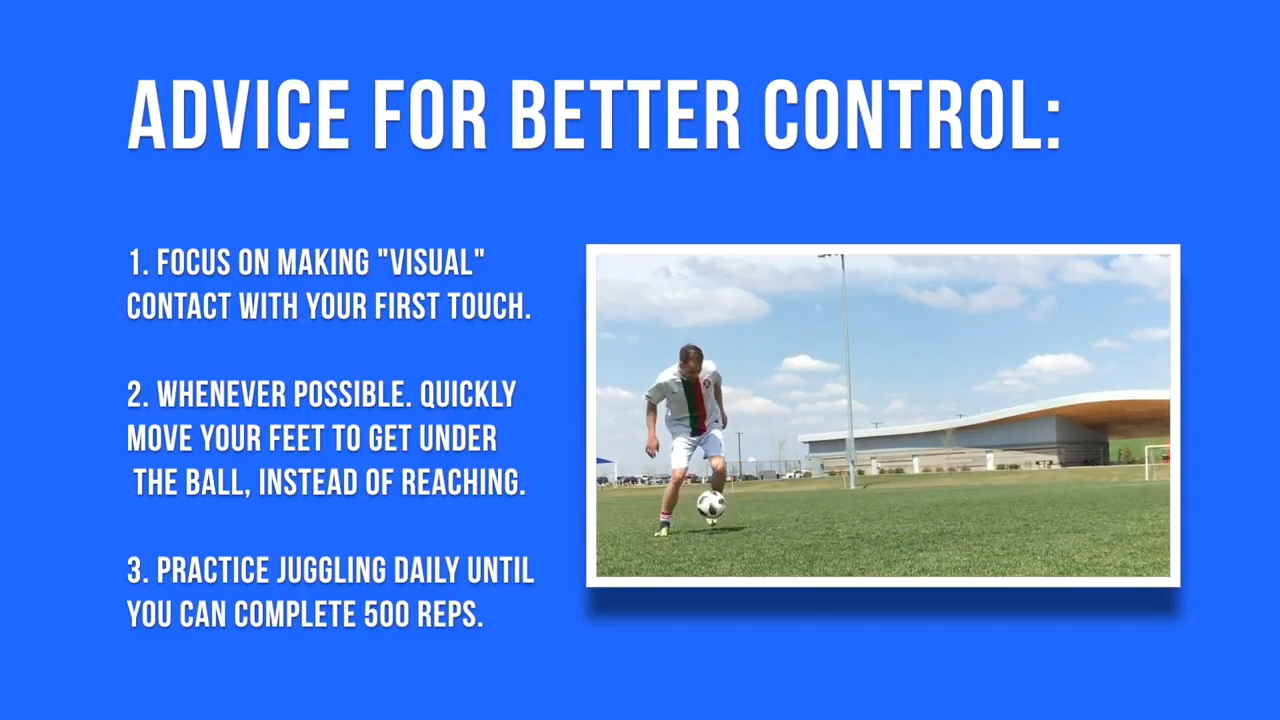 ADVICE FOR BETTER CONTROL:
1. FOCUS ON MAKING "VISUAL"
CONTACT WITH YOUR FIRST TOUCH.
2. WHENEVER POSSIBLE. QUICKLY
MOVE YOUR FEET TO GET UNDER
THE BALL, INSTEAD OF REACHING.
3. PRACTICE JUGGLING DAILY UNTIL
YOU CAN COMPLETE 500 REPS.